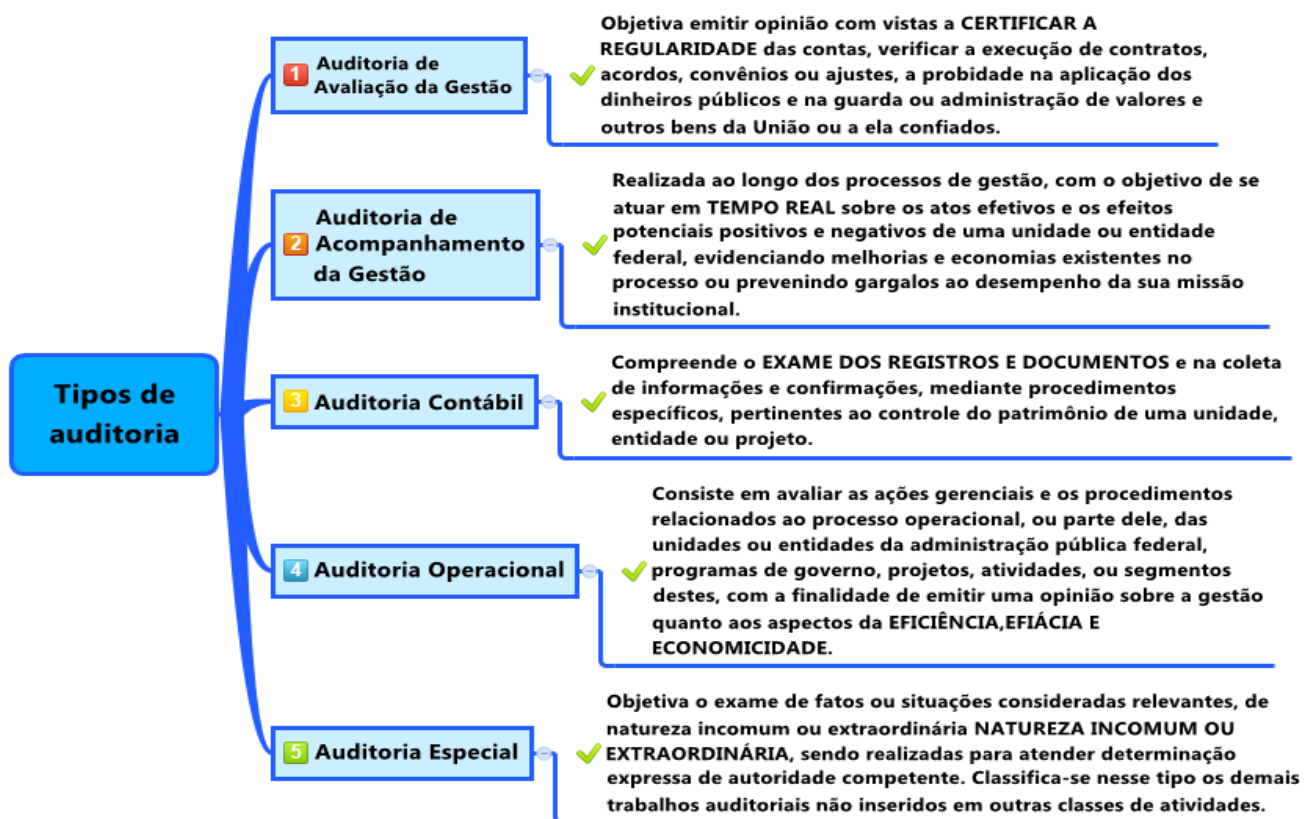 Tipos de
auditoria
1
Auditoria de
Avaliação da Gestão
Objetiva emitir opinião com vistas a CERTIFICAR A
REGULARIDADE das contas, verificar a execução de contratos,
acordos, convênios ou ajustes, a probidade na aplicação dos
dinheiros públicos e na guarda ou administração de valores e
outros bens da União ou a ela confiados.
2
Auditoria de
Acompanhamento
da Gestão
Realizada ao longo dos processos de gestão, com o objetivo de se
atuar em TEMPO REAL sobre os atos efetivos e os efeitos
potenciais positivos e negativos de uma unidade ou entidade
federal, evidenciando melhorias e economias existentes no
processo ou prevenindo gargalos ao desempenho da sua missão
institucional.
3
Auditoria Contábil
Compreende o EXAME DOS REGISTROS E DOCUMENTOS e na coleta
de informações e confirmações, mediante procedimentos
específicos, pertinentes ao controle do patrimônio de uma unidade,
entidade ou projeto.
4
Auditoria Operacional
Consiste em avaliar as ações gerenciais e os procedimentos
relacionados ao processo operacional, ou parte dele, das
unidades ou entidades da administração pública federal,
programas de governo, projetos, atividades, ou segmentos
destes, com a finalidade de emitir uma opinião sobre a gestão
quanto aos aspectos da EFICIÊNCIA,EFIÁCIA E
ECONOMICIDADE.
5
Auditoria Especial
Objetiva o exame de fatos ou situações consideradas relevantes, de
natureza incomum ou extraordinária NATUREZA INCOMUM OU
EXTRAORDINÁRIA, sendo realizadas para atender determinação
expressa de autoridade competente. Classifica-se nesse tipo os demais
trabalhos auditoriais não inseridos em outras classes de atividades.